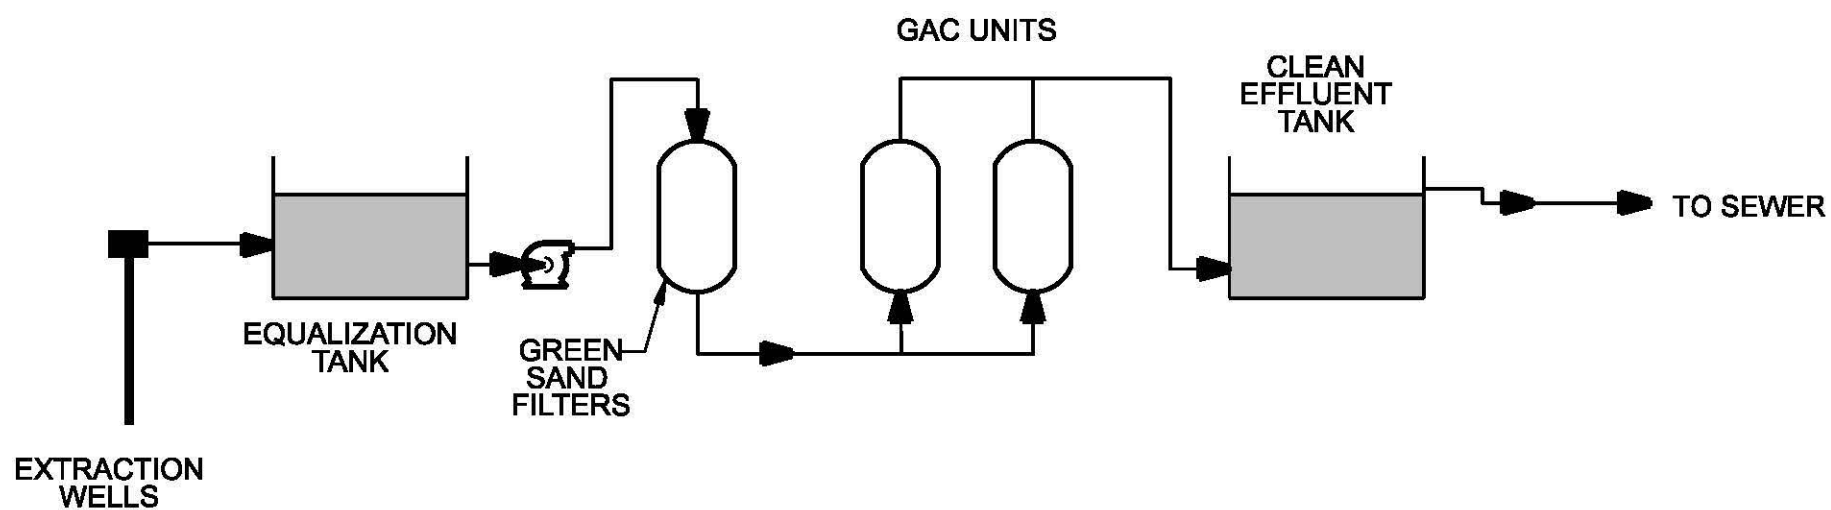 GAC UNITS
CLEAN
EFFLUENT
TANK
TO SEWER
EQUALIZATION
TANK
GREEN
SAND
FILTERS
EXTRACTION
WELLS